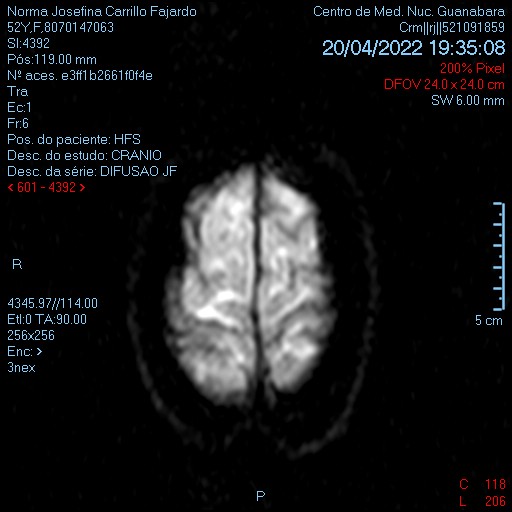 Norma Josefina Carrillo Fajardo
52Y,F,8070147063
SI:4392
Pós:119.00 mm
Nº aces. e3ff1b2661f0f4e
Tra
Ec:1
Fr:6
Pos. do paciente: HFS
Desc. do estudo: CRANIO
Desc. da série: DIFUSAO JF
< 601 - 4392 >
Centro de Med. Nuc. Guanabara
Crm||rj||521091859
20/04/2022 19:35:08
200% Pixel
DFOV 24.0 x 24.0 cm
SW 6.00 mm
R
5 cm
4345.97//114.00
Etl:0 TA:90.00
256x256
Enc: >
3nex
P
C 118
L 206